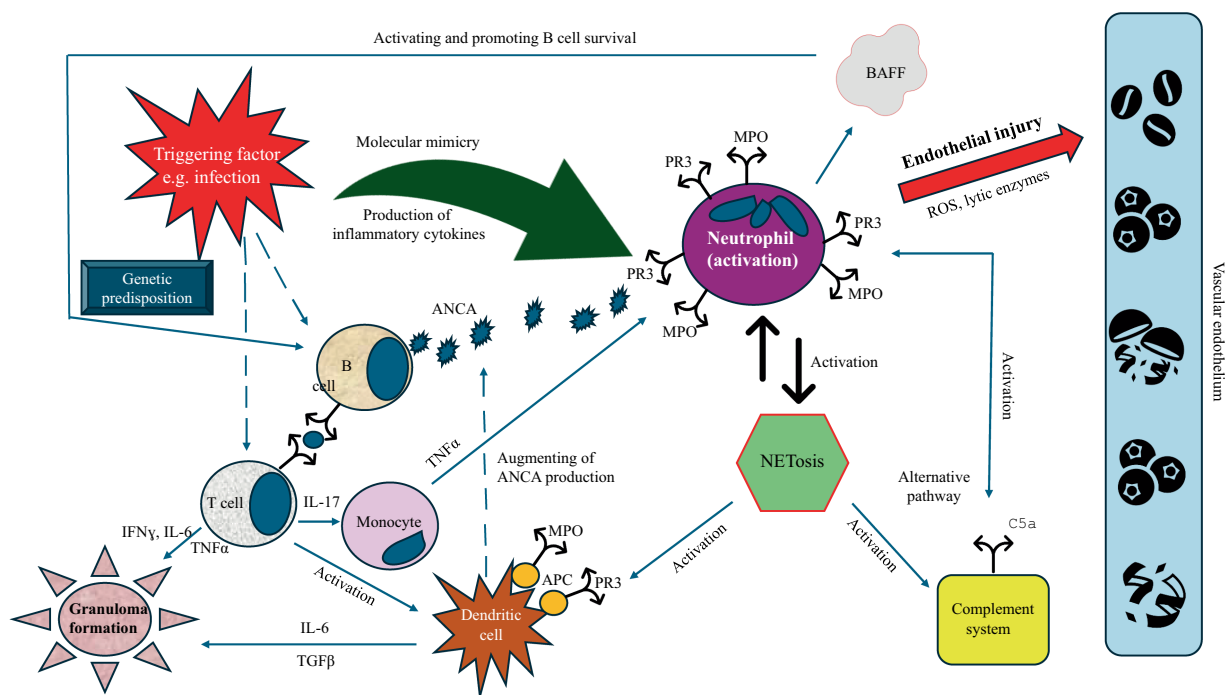 Activating and promoting B cell survival
BAFF
Triggering factor
e.g. infection
Molecular mimicry
Production of
inflammatory cytokines
Genetic
predisposition
MPO
PR3
Neutrophil
(activation)
PR3
MPO
PR3
MPO
Endothelial injury
ROS, lytic enzymes
Vascular endothelium
ANCA
B
cell
Activation
Activation
TNFα
Augmenting of
ANCA production
NETosis
Alternative
pathway
T cell
IL-17
Monocyte
IFNɣ, IL-6
TNFα
Activation
MPO
APC
PR3
Dendritic
cell
Activation
Activation
C5a
Complement
system
Granuloma
formation
IL-6
TGFβ